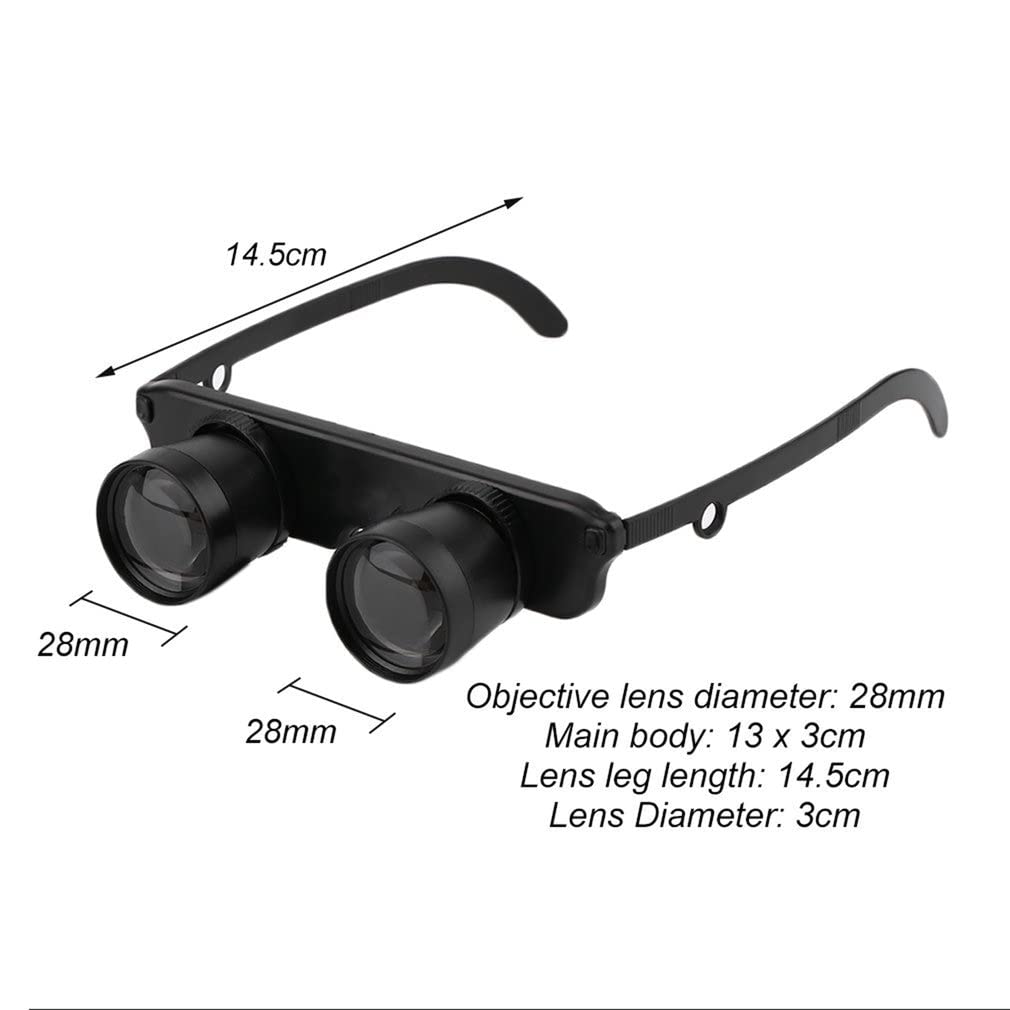 14.5cm
28mm
28mm
Objective lens diameter: 28mm
Main body: 13 x 3cm
Lens leg length: 14.5cm
Lens Diameter: 3cm